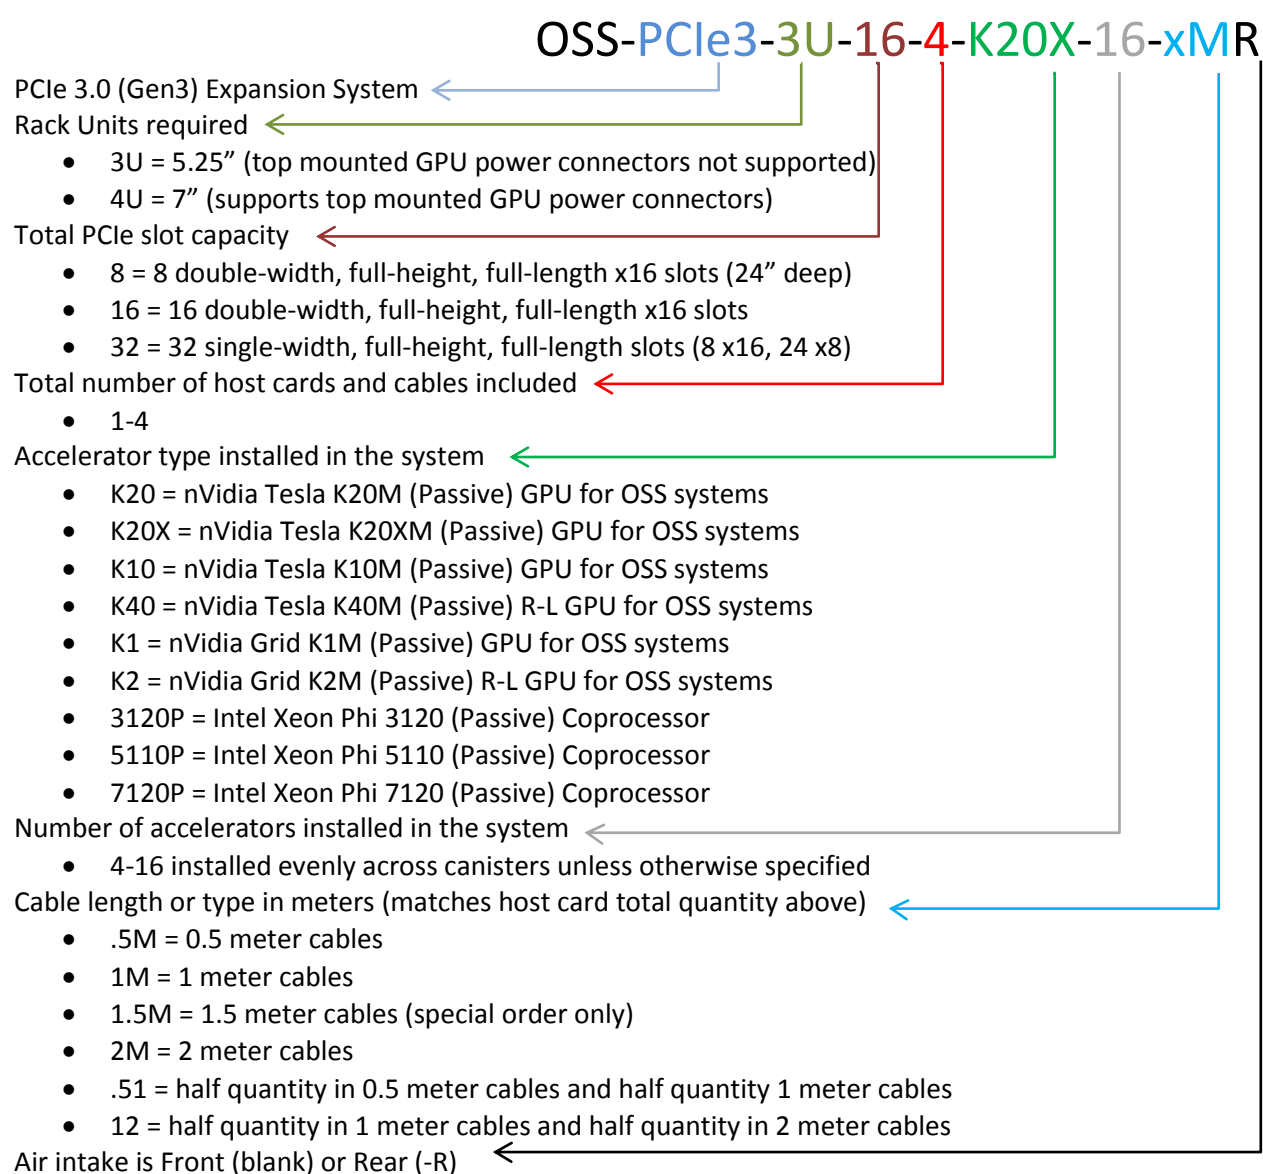 OSS-PCIe3-3U-16-4-K20X-16-xMR
PCIe 3.0 (Gen3) Expansion System
Rack Units required
• 3U = 5.25” (top mounted GPU power connectors not supported)
• 4U = 7” (supports top mounted GPU power connectors)
Total PCIe slot capacity
• 8 = 8 double-width, full-height, full-length x16 slots (24” deep)
• 16 = 16 double-width, full-height, full-length x16 slots
• 32 = 32 single-width, full-height, full-length slots (8 x16, 24 x8)
Total number of host cards and cables included
• 1-4
Accelerator type installed in the system
• K20 = nVidia Tesla K20M (Passive) GPU for OSS systems
• K20X = nVidia Tesla K20XM (Passive) GPU for OSS systems
• K10 = nVidia Tesla K10M (Passive) GPU for OSS systems
• K40 = nVidia Tesla K40M (Passive) R-L GPU for OSS systems
• K1 = nVidia Grid K1M (Passive) GPU for OSS systems
• K2 = nVidia Grid K2M (Passive) R-L GPU for OSS systems
• 3120P = Intel Xeon Phi 3120 (Passive) Coprocessor
• 5110P = Intel Xeon Phi 5110 (Passive) Coprocessor
• 7120P = Intel Xeon Phi 7120 (Passive) Coprocessor
Number of accelerators installed in the system
• 4-16 installed evenly across canisters unless otherwise specified
Cable length or type in meters (matches host card total quantity above)
• .5M = 0.5 meter cables
• 1M = 1 meter cables
• 1.5M = 1.5 meter cables (special order only)
• 2M = 2 meter cables
• .51 = half quantity in 0.5 meter cables and half quantity 1 meter cables
• 12 = half quantity in 1 meter cables and half quantity in 2 meter cables
Air intake is Front (blank) or Rear (-R)